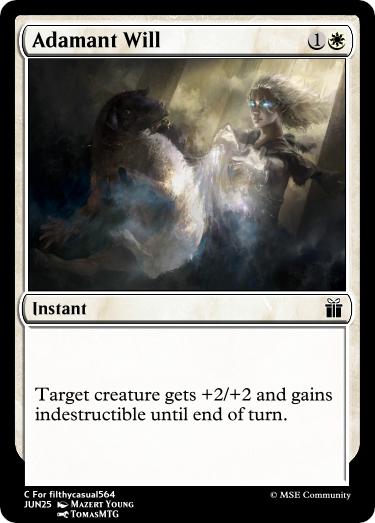 Adamant Will 1
Instant
Target creature gets +2/+2 and gains
indestructible until end of turn.
C For filthycasual564
JUN25 Mazert Young
TomasMTG
© MSE Community